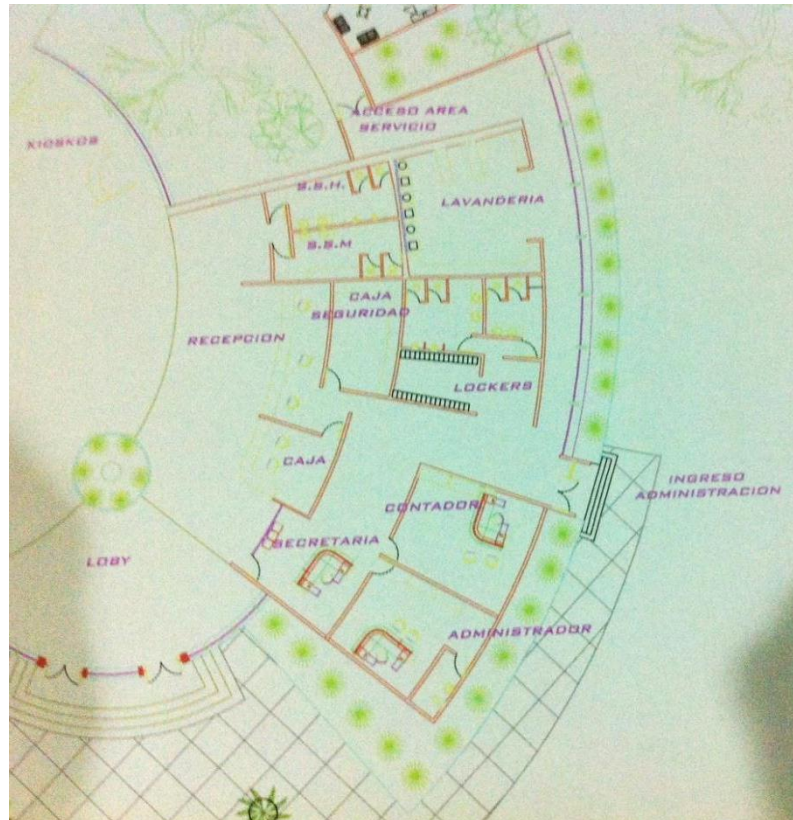 ACCESO AREA
SERVICIO
KIOSKOS
S.S.H.
LAVANDERIA
S.S.M
CAJA
SEGURIDAD
RECEPCION
LOCKERS
CAJA
INGRESO
ADMINISTRACION
CONTADOR
SECRETARIA
LOBY
ADMINISTRADOR